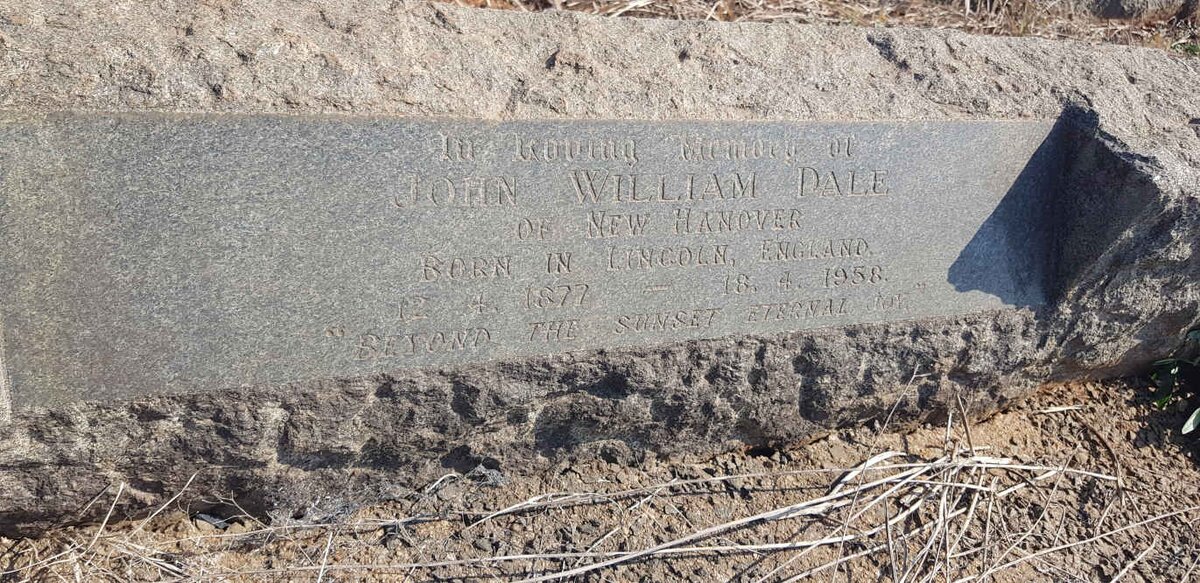 In Loving Memory of
JOHN WILLIAM DALE
OF NEW HANOVER
BORN IN LINCOLN, ENGLAND.
12. 4. 1877 — 18. 4. 1958.
"BEYOND THE SUNSET ETERNAL JOY."